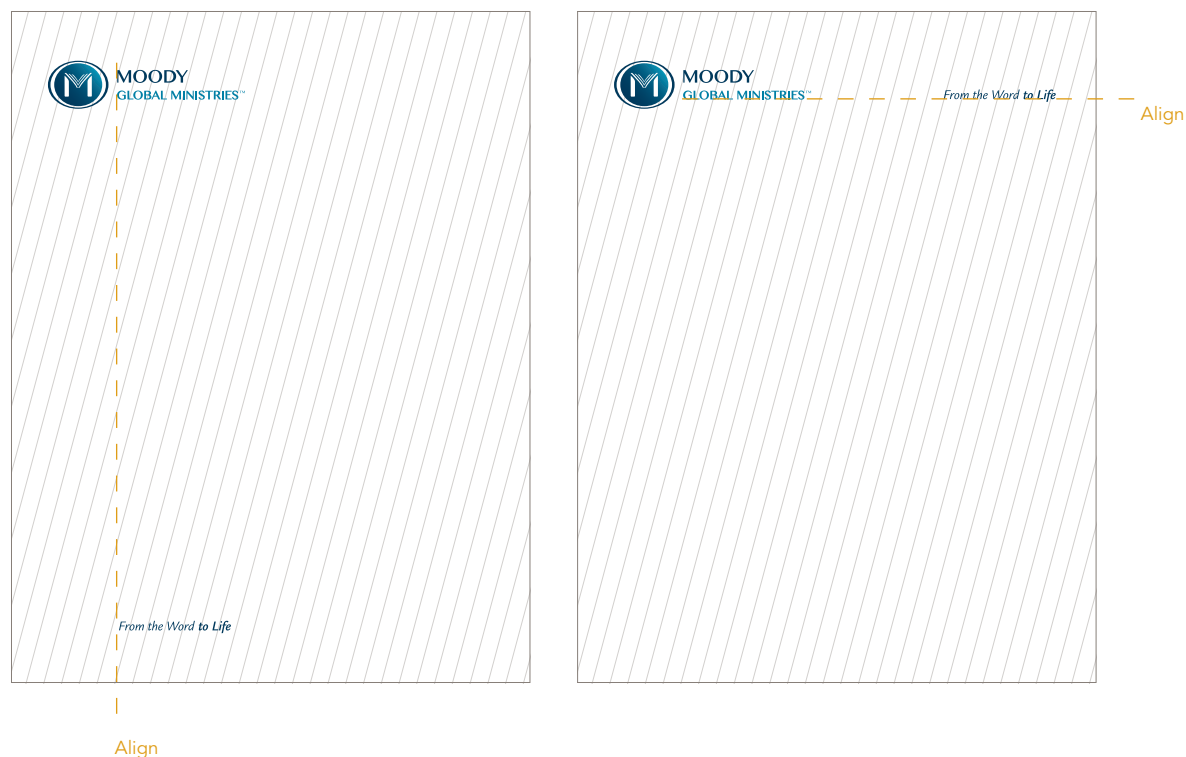 MOODY
GLOBAL MINISTRIES™
From the Word to Life
Align
MOODY
GLOBAL MINISTRIES™
From the Word to Life
Align